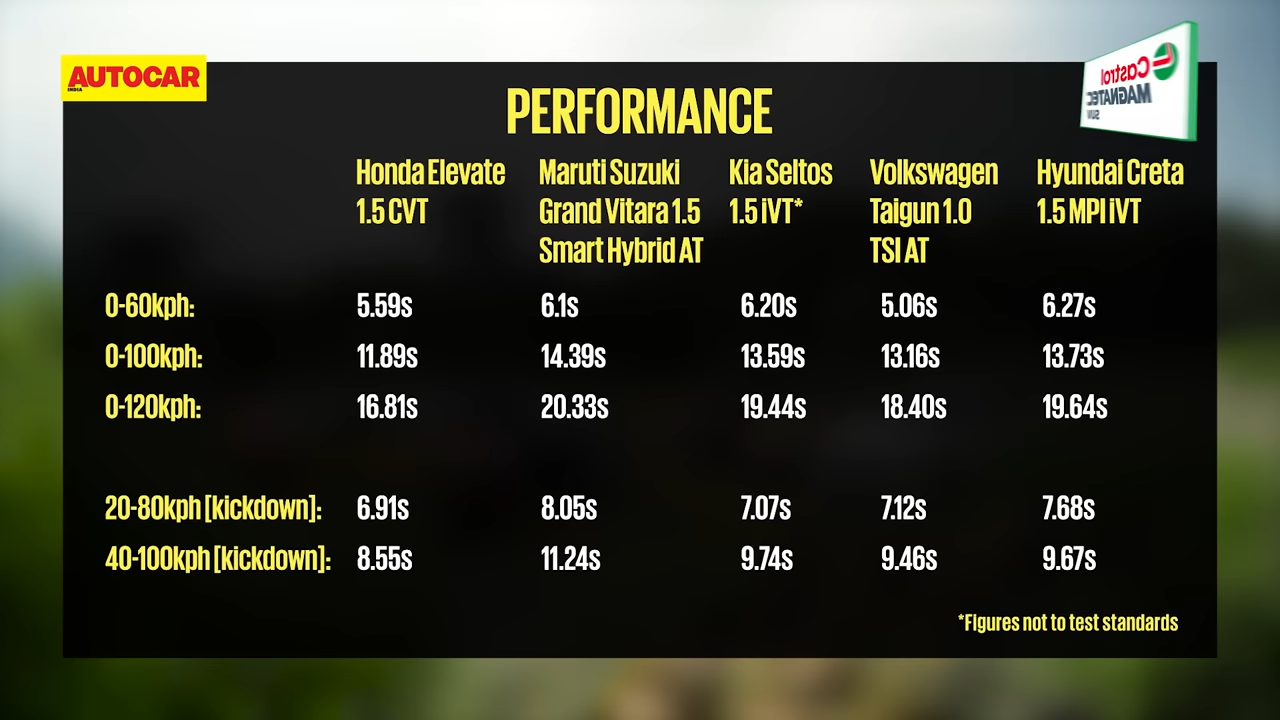 AUTOCAR
INDIA
Castrol
MAGNATEC
SUV
PERFORMANCE
Honda Elevate
1.5 CVT
Maruti Suzuki
Grand Vitara 1.5
Smart Hybrid AT
Kia Seltos
1.5 iVT*
Volkswagen
Taigun 1.0
TSI AT
Hyundai Creta
1.5 MPI iVT
0-60kph: 5.59s 6.1s 6.20s 5.06s 6.27s
0-100kph: 11.89s 14.39s 13.59s 13.16s 13.73s
0-120kph: 16.81s 20.33s 19.44s 18.40s 19.64s
20-80kph [kickdown]: 6.91s 8.05s 7.07s 7.12s 7.68s
40-100kph [kickdown]: 8.55s 11.24s 9.74s 9.46s 9.67s
*Figures not to test standards